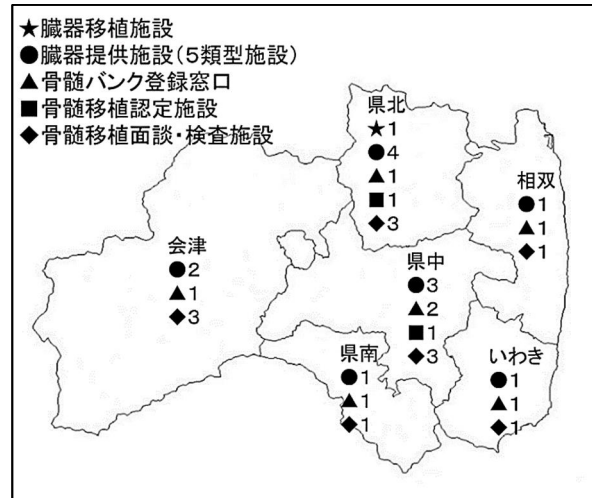 ★臓器移植施設
●臓器提供施設（５類型施設）
▲骨髄バンク登録窓口
■骨髄移植認定施設
◆骨髄移植面談・検査施設
県北
★1
●4
▲1
■1
◆3
相双
●1
▲1
◆1
会津
●2
▲1
◆3
県中
●3
▲2
■1
◆3
県南
●1
▲1
◆1
いわき
●1
▲1
◆1